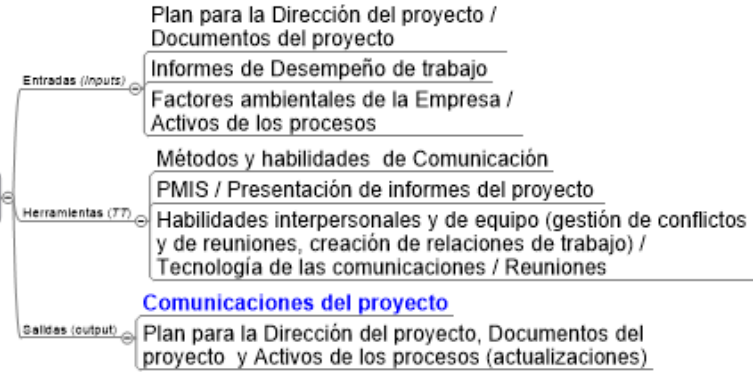 Plan para la Dirección del proyecto /
Documentos del proyecto
Entradas (Inputs)
Informes de Desempeño de trabajo
Factores ambientales de la Empresa /
Activos de los procesos
Métodos y habilidades de Comunicación
PMIS / Presentación de informes del proyecto
Herramientas (TT)
Habilidades interpersonales y de equipo (gestión de conflictos
y de reuniones, creación de relaciones de trabajo) /
Tecnología de las comunicaciones / Reuniones
Comunicaciones del proyecto
Salidas (output)
Plan para la Dirección del proyecto, Documentos del
proyecto y Activos de los procesos (actualizaciones)